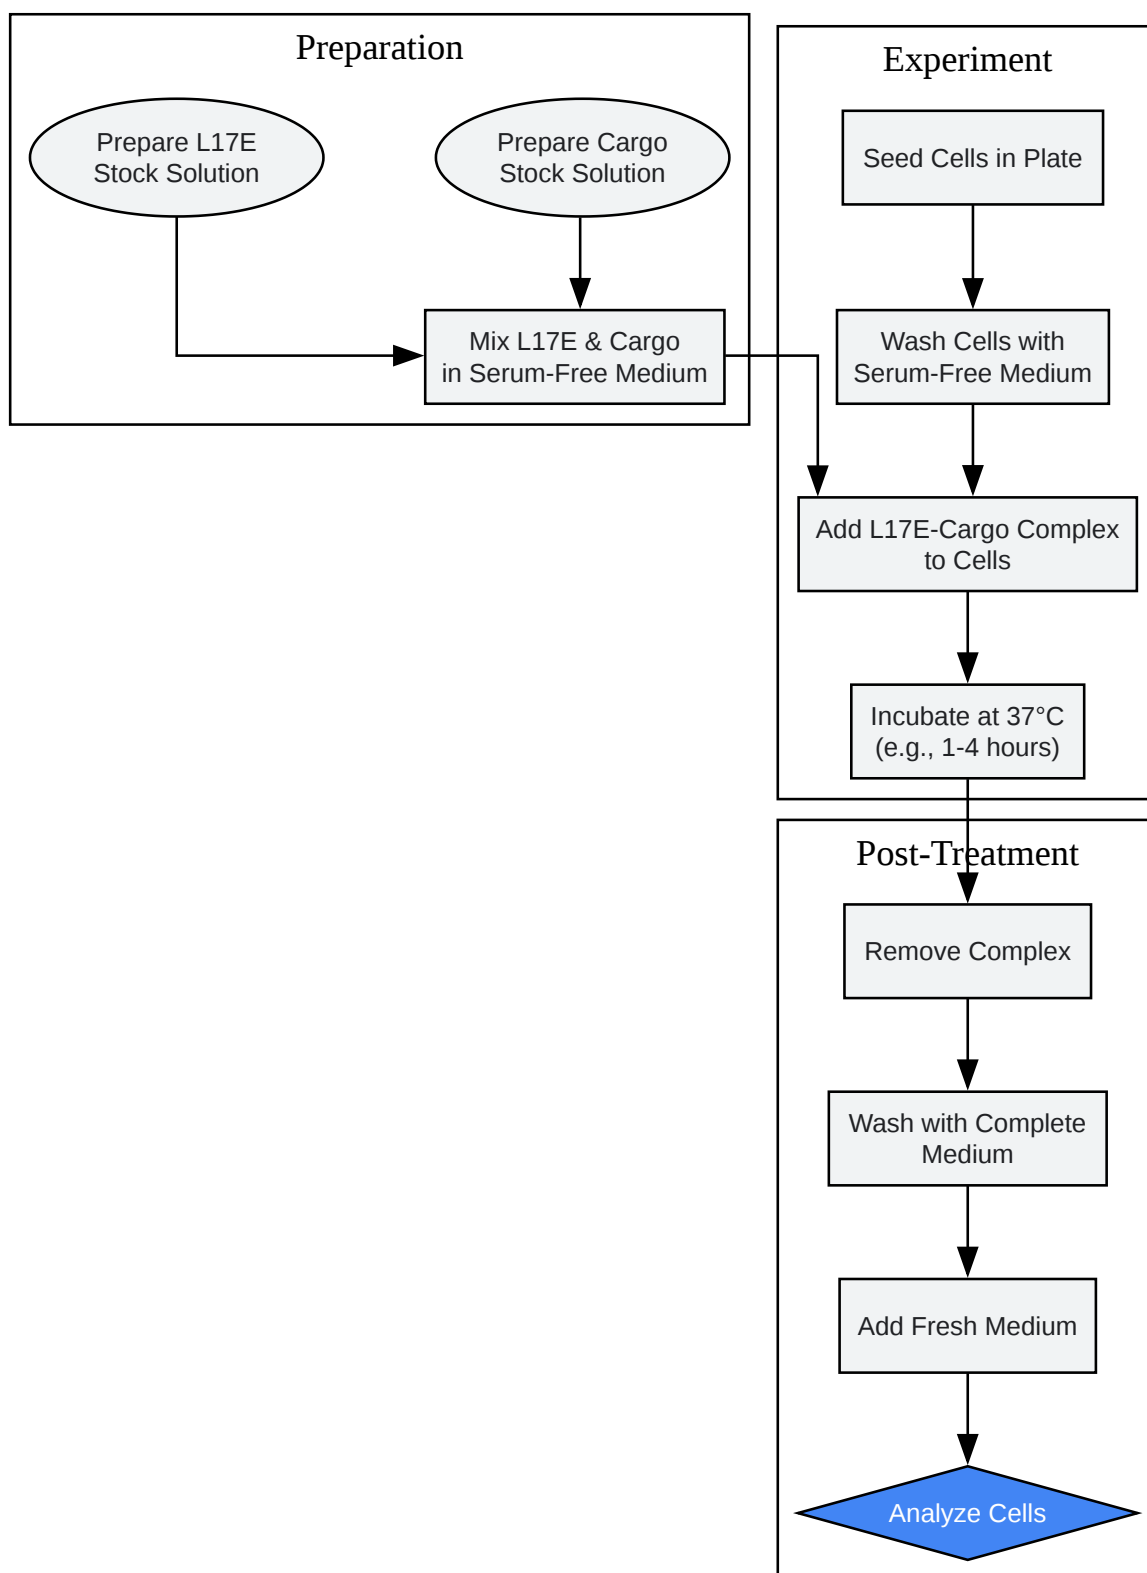 Preparation
Prepare L17E
Stock Solution
Prepare Cargo
Stock Solution
Mix L17E & Cargo
in Serum-Free Medium
Experiment
Seed Cells in Plate
Wash Cells with
Serum-Free Medium
Add L17E-Cargo Complex
to Cells
Incubate at 37°C
(e.g., 1-4 hours)
Post-Treatment
Remove Complex
Wash with Complete
Medium
Add Fresh Medium
Analyze Cells